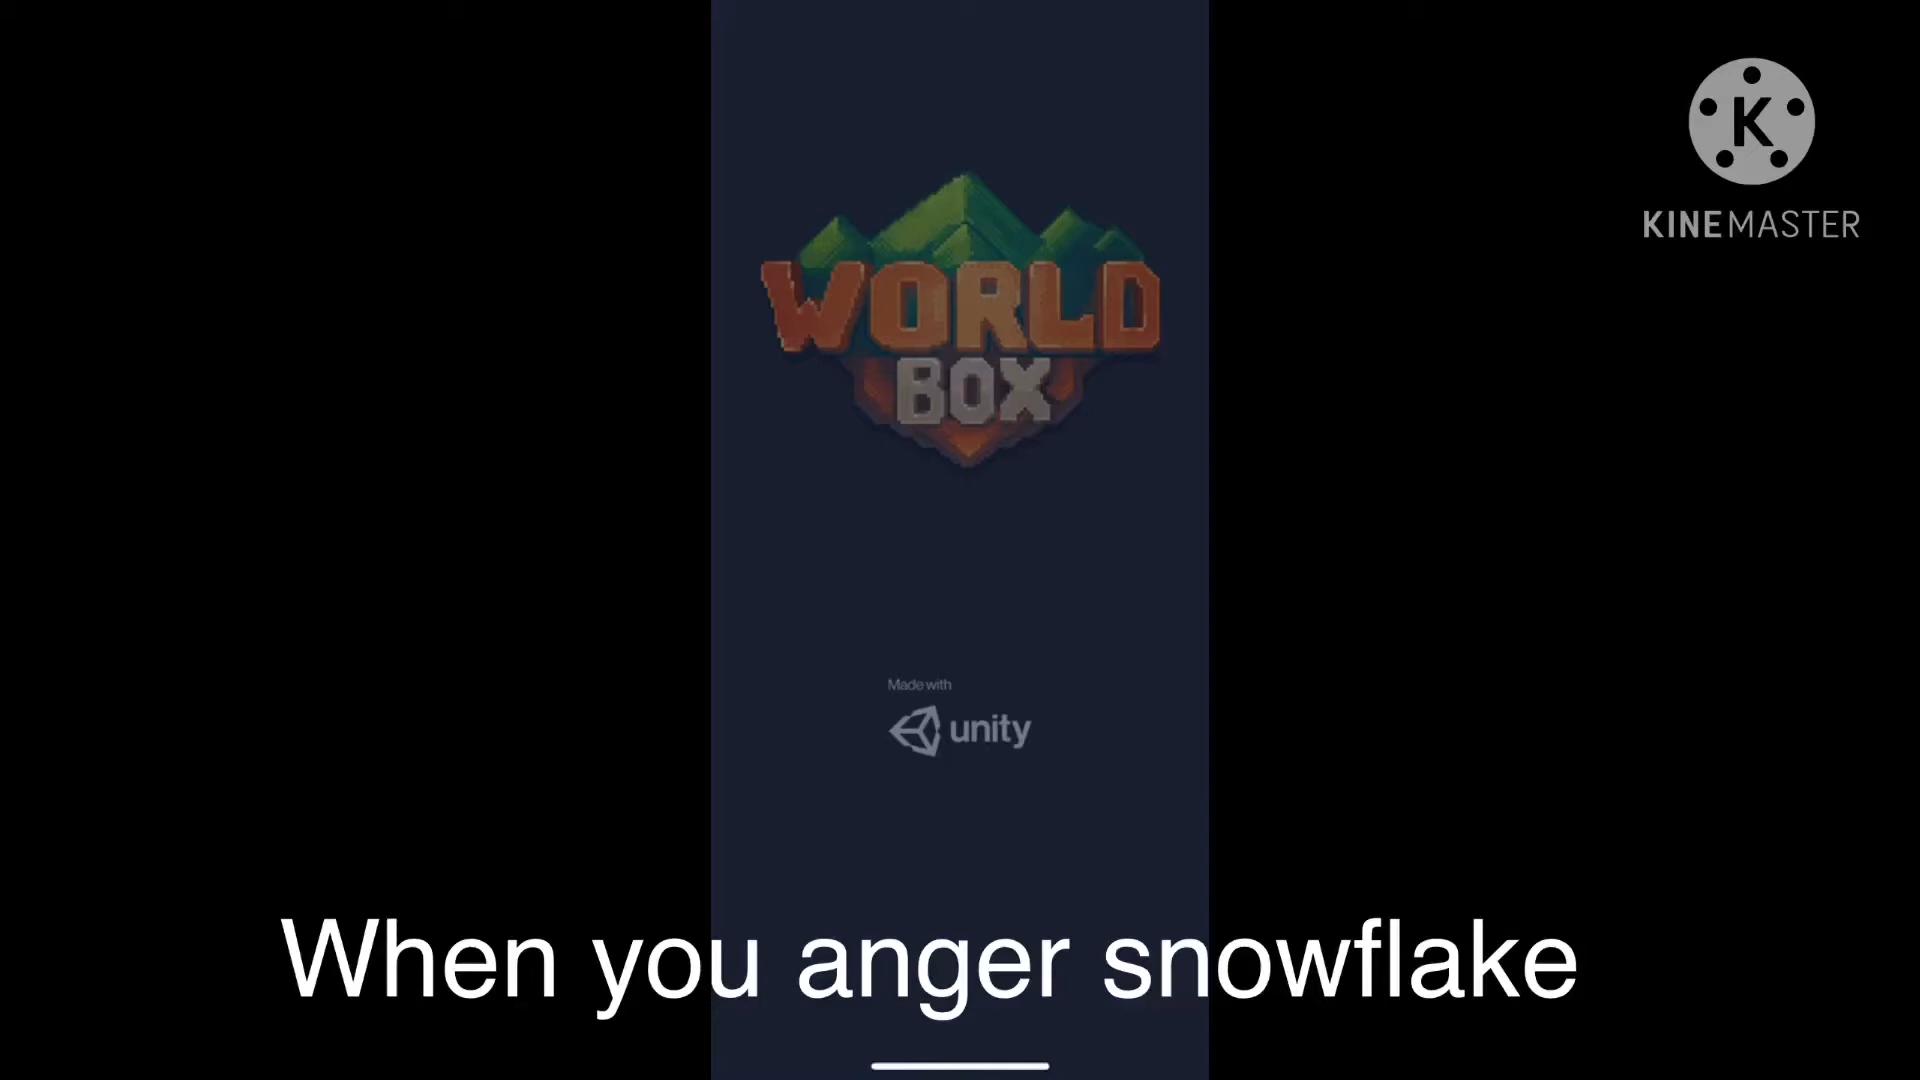 K
KINEMASTER
WORLD
BOX
Made with
unity
When you anger snowflake